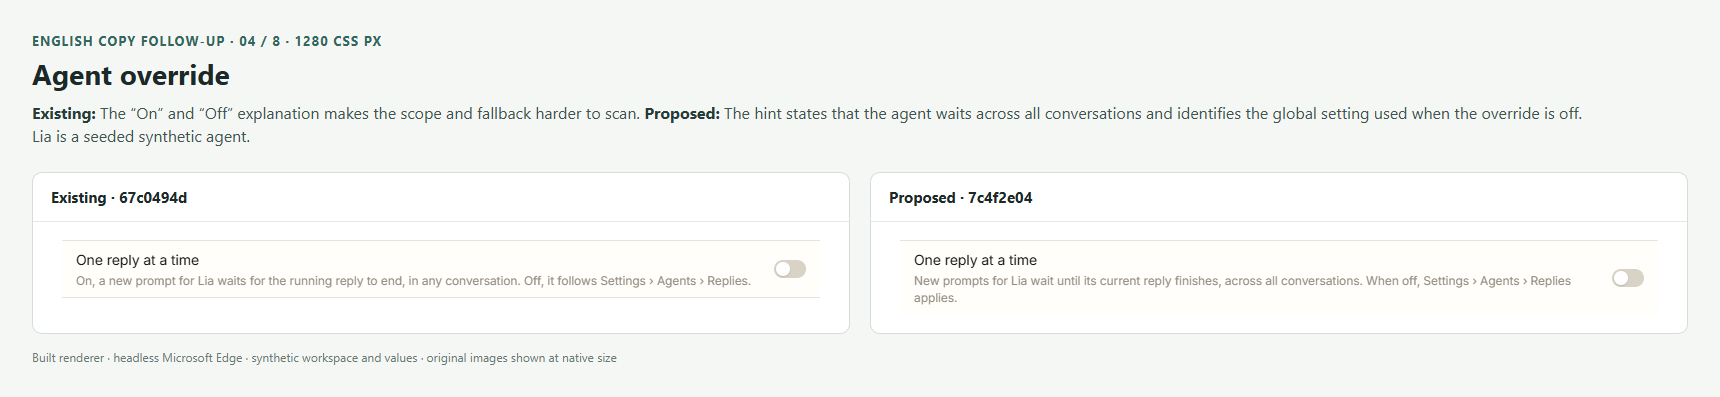 ENGLISH COPY FOLLOW-UP · 04 / 8 · 1280 CSS PX
Agent override
Existing: The “On” and “Off” explanation makes the scope and fallback harder to scan. Proposed: The hint states that the agent waits across all conversations and identifies the global setting used when the override is off.
Lia is a seeded synthetic agent.
Existing · 67c0494d
One reply at a time
On, a new prompt for Lia waits for the running reply to end, in any conversation. Off, it follows Settings › Agents › Replies.
Proposed · 7c4f2e04
One reply at a time
New prompts for Lia wait until its current reply finishes, across all conversations. When off, Settings › Agents › Replies
applies.
Built renderer · headless Microsoft Edge · synthetic workspace and values · original images shown at native size